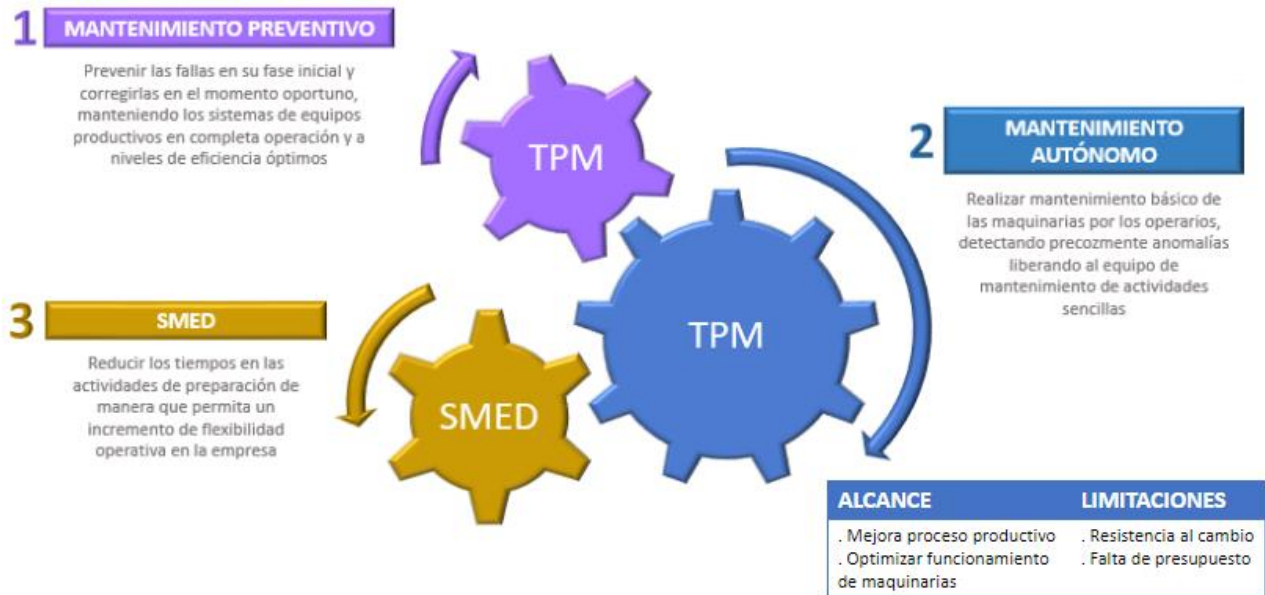 1
MANTENIMIENTO PREVENTIVO
Prevenir las fallas en su fase inicial y
corregirlas en el momento oportuno,
manteniendo los sistemas de equipos
productivos en completa operación y a
niveles de eficiencia óptimos
TPM
2
MANTENIMIENTO
AUTÓNOMO
Realizar mantenimiento básico de
las maquinarias por los operarios,
detectando precozmente anomalías
liberando al equipo de
mantenimiento de actividades
sencillas
TPM
3
SMED
Reducir los tiempos en las
actividades de preparación de
manera que permita un
incremento de flexibilidad
operativa en la empresa
SMED
ALCANCE
. Mejora proceso productivo
. Optimizar funcionamiento
de maquinarias
LIMITACIONES
. Resistencia al cambio
. Falta de presupuesto